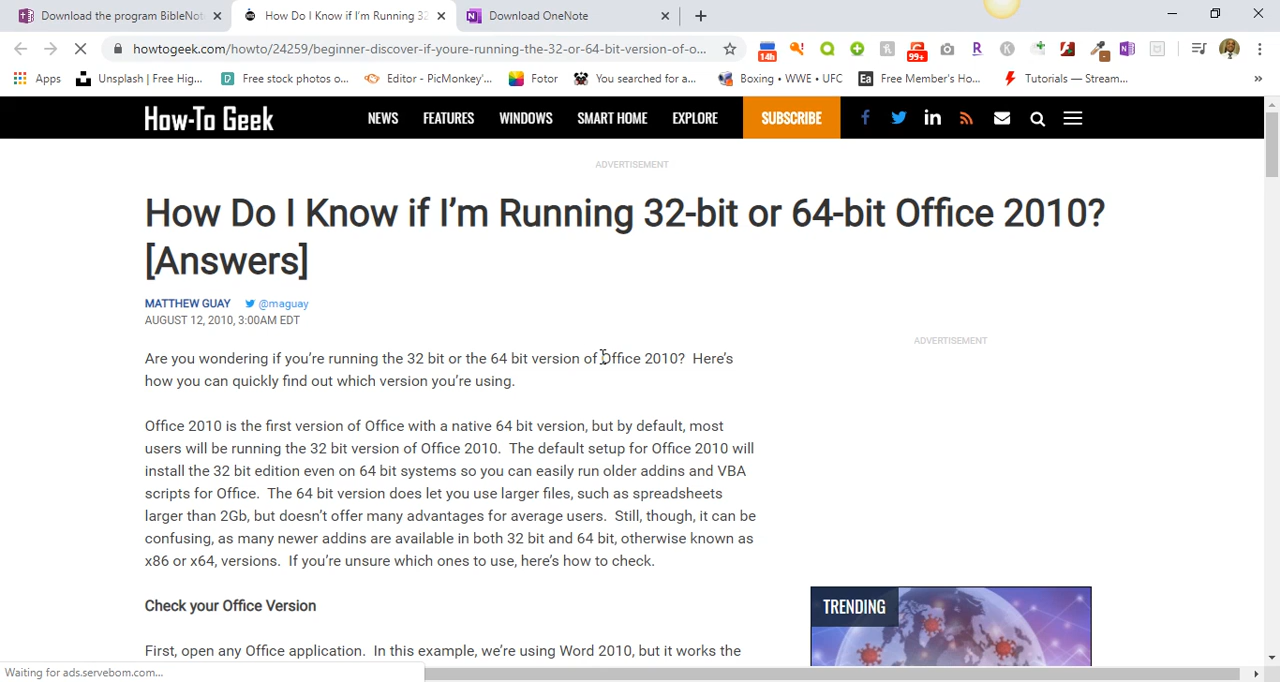 Download the program BibleNot
How Do I Know if I'm Running 32
Download OneNote
howtogeek.com/howto/24259/beginner-discover-if-youre-running-the-32-or-64-bit-version-of-o...
14h
99+
Apps
Unsplash | Free Hig...
Free stock photos o...
Editor - PicMonkey'...
Fotor
You searched for a...
Boxing • WWE • UFC
Ea
Free Member's Ho...
Tutorials — Stream...
»
How-To Geek
NEWS
FEATURES
WINDOWS
SMART HOME
EXPLORE
SUBSCRIBE
ADVERTISEMENT
How Do I Know if I'm Running 32-bit or 64-bit Office 2010?
[Answers]
MATTHEW GUAY @maguay
AUGUST 12, 2010, 3:00AM EDT
ADVERTISEMENT
Are you wondering if you're running the 32 bit or the 64 bit version of Office 2010? Here's
how you can quickly find out which version you're using.
Office 2010 is the first version of Office with a native 64 bit version, but by default, most
users will be running the 32 bit version of Office 2010. The default setup for Office 2010 will
install the 32 bit edition even on 64 bit systems so you can easily run older addins and VBA
scripts for Office. The 64 bit version does let you use larger files, such as spreadsheets
larger than 2Gb, but doesn't offer many advantages for average users. Still, though, it can be
confusing, as many newer addins are available in both 32 bit and 64 bit, otherwise known as
x86 or x64, versions. If you're unsure which ones to use, here's how to check.
Check your Office Version
TRENDING
First, open any Office application. In this example, we're using Word 2010, but it works the
Waiting for ads.servebom.com...